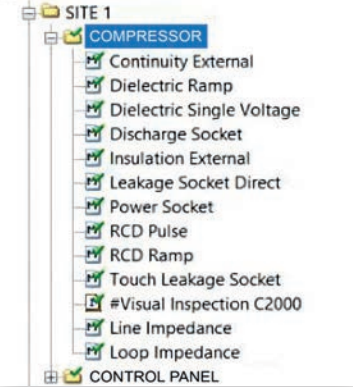 SITE 1
COMPRESSOR
Continuity External
Dielectric Ramp
Dielectric Single Voltage
Discharge Socket
Insulation External
Leakage Socket Direct
Power Socket
RCD Pulse
RCD Ramp
Touch Leakage Socket
#Visual Inspection C2000
Line Impedance
Loop Impedance
CONTROL PANEL